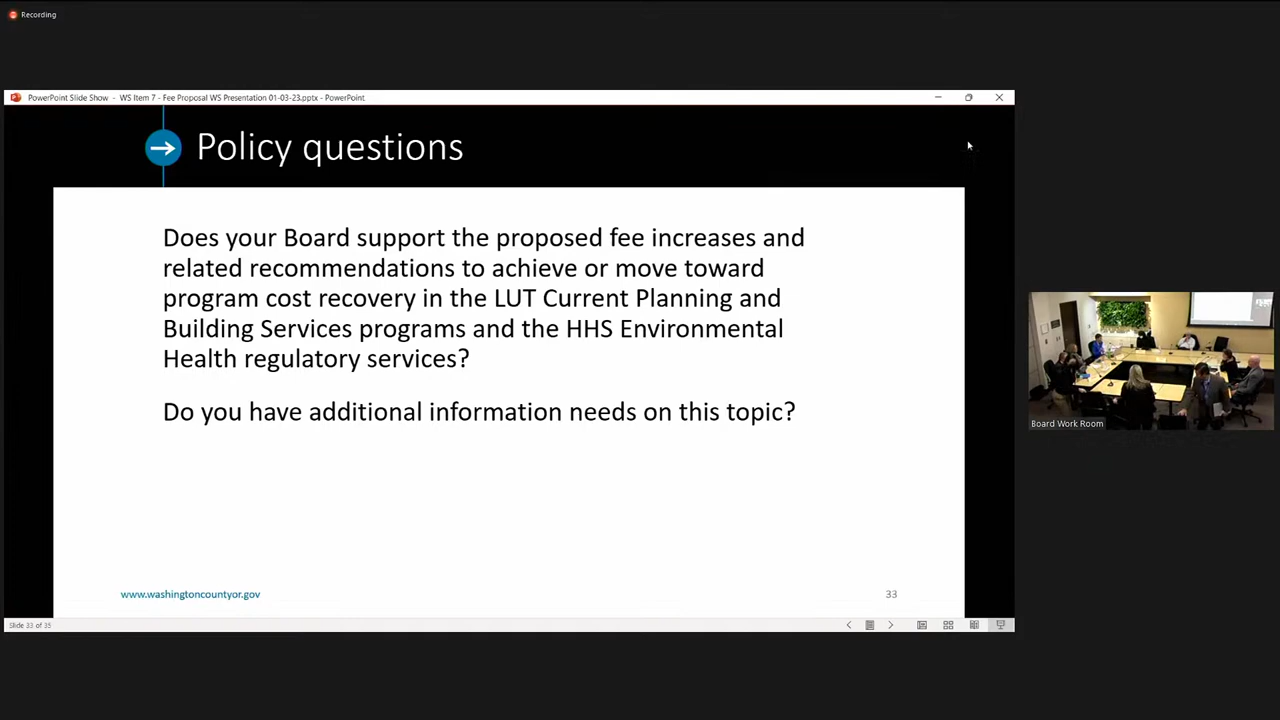 Recording
PowerPoint Slide Show - WS Item 7 - Fee Proposal WS Presentation 01-03-23.pptx - PowerPoint
Policy questions
Does your Board support the proposed fee increases and
related recommendations to achieve or move toward
program cost recovery in the LUT Current Planning and
Building Services programs and the HHS Environmental
Health regulatory services?
Do you have additional information needs on this topic?
www.washingtoncountyor.gov
33
Slide 33 of 35
Board Work Room